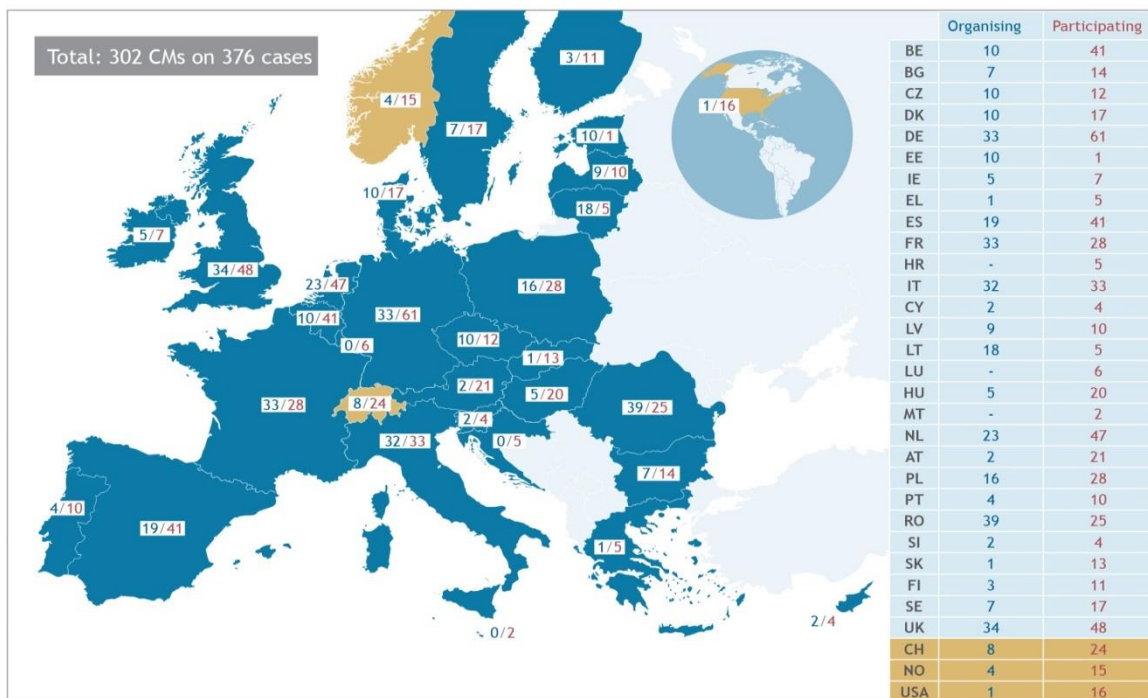 Total: 302 CMs on 376 cases
3/11
4/15
1/16
7/17
10/1
9/10
10/17
18/5
5/7
34/48
23/47
16/28
10/41
33/61
0/6
10/12
1/13
2/21
5/20
33/28
8/24
39/25
2/4
32/33
0/5
7/14
4/10
19/41
1/5
0/2
2/4
Organising Participating
BE 10 41
BG 7 14
CZ 10 12
DK 10 17
DE 33 61
EE 10 1
IE 5 7
EL 1 5
ES 19 41
FR 33 28
HR - 5
IT 32 33
CY 2 4
LV 9 10
LT 18 5
LU - 6
HU 5 20
MT - 2
NL 23 47
AT 2 21
PL 16 28
PT 4 10
RO 39 25
SI 2 4
SK 1 13
FI 3 11
SE 7 17
UK 34 48
CH 8 24
NO 4 15
USA 1 16